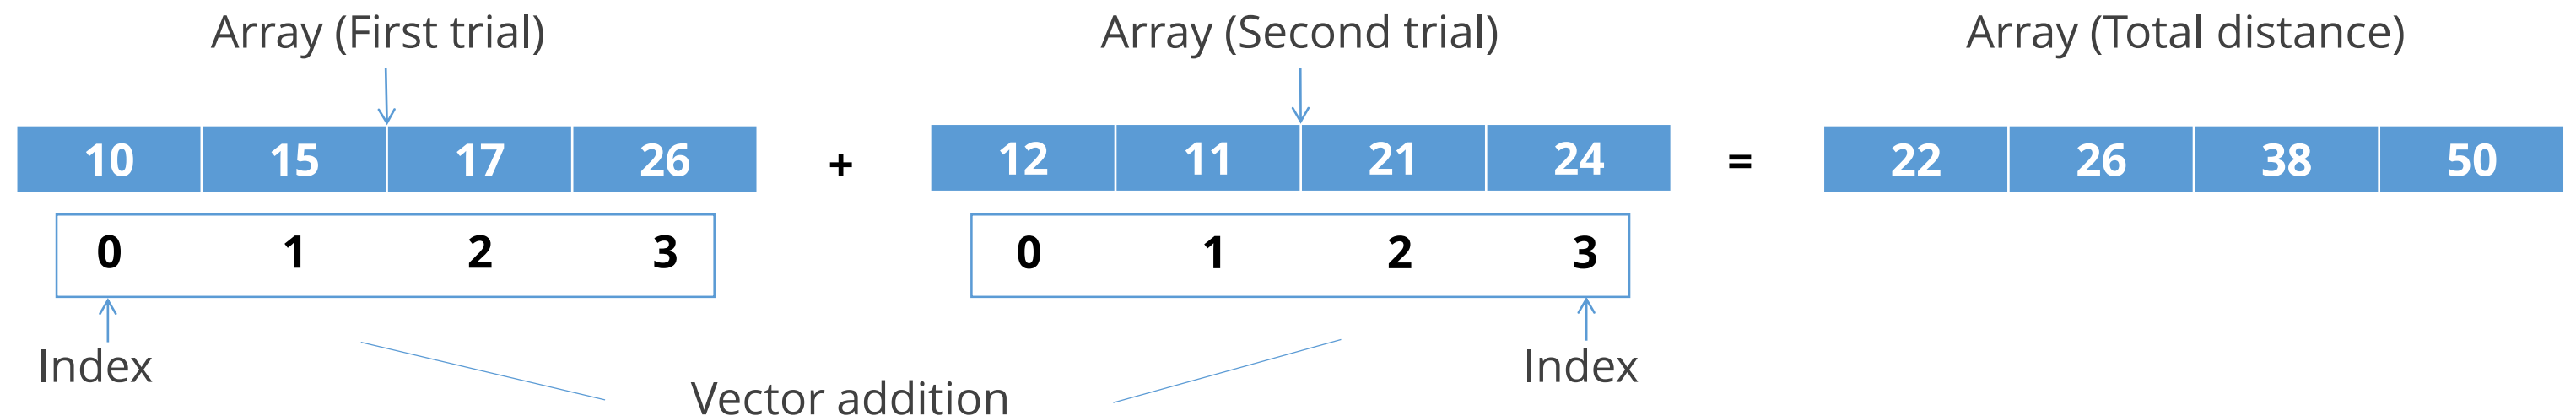 Array (First trial) Array (Second trial) Array (Total distance)
10 15 17 26 + 12 11 21 24 = 22 26 38 50
0 1 2 3 0 1 2 3
Index Index
Vector addition